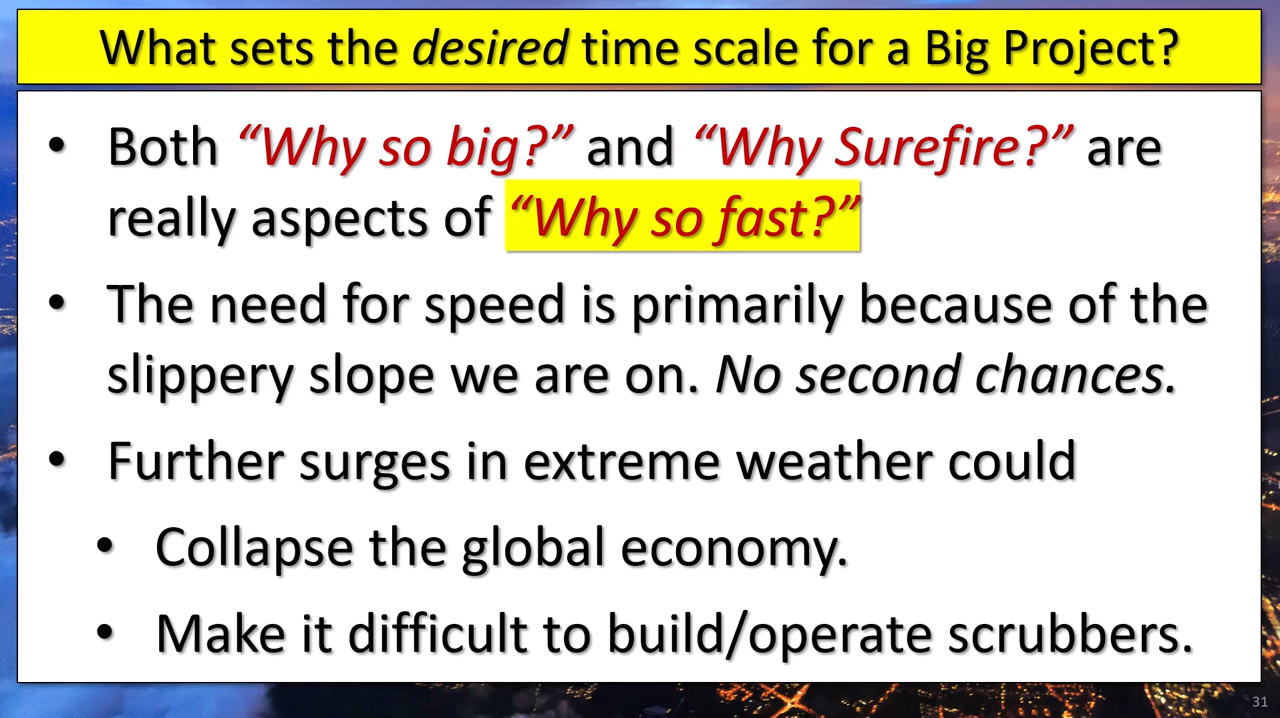 What sets the desired time scale for a Big Project?
• Both “Why so big?” and “Why Surefire?” are
really aspects of “Why so fast?”
• The need for speed is primarily because of the
slippery slope we are on. No second chances.
• Further surges in extreme weather could
• Collapse the global economy.
• Make it difficult to build/operate scrubbers.
31